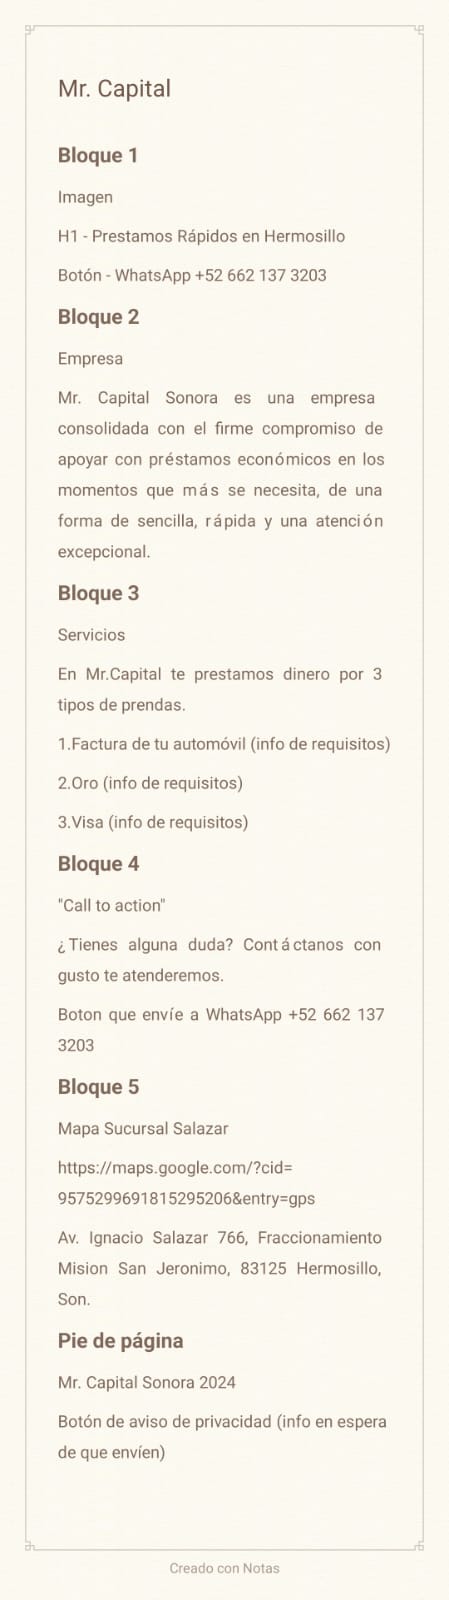 Mr. Capital
Bloque 1
Imagen
H1 - Prestamos Rápidos en Hermosillo
Botón - WhatsApp +52 662 137 3203
Bloque 2
Empresa
Mr. Capital Sonora es una empresa
consolidada con el firme compromiso de
apoyar con préstamos económicos en los
momentos que más se necesita, de una
forma de sencilla, rápida y una atención
excepcional.
Bloque 3
Servicios
En Mr.Capital te prestamos dinero por 3
tipos de prendas.
1.Factura de tu automóvil (info de requisitos)
2.Oro (info de requisitos)
3.Visa (info de requisitos)
Bloque 4
"Call to action"
¿Tienes alguna duda? Contáctanos con
gusto te atenderemos.
Boton que envíe a WhatsApp +52 662 137
3203
Bloque 5
Mapa Sucursal Salazar
https://maps.google.com/?cid=
9575299691815295206&entry=gps
Av. Ignacio Salazar 766, Fraccionamiento
Mision San Jeronimo, 83125 Hermosillo,
Son.
Pie de página
Mr. Capital Sonora 2024
Botón de aviso de privacidad (info en espera
de que envíen)
Creado con Notas